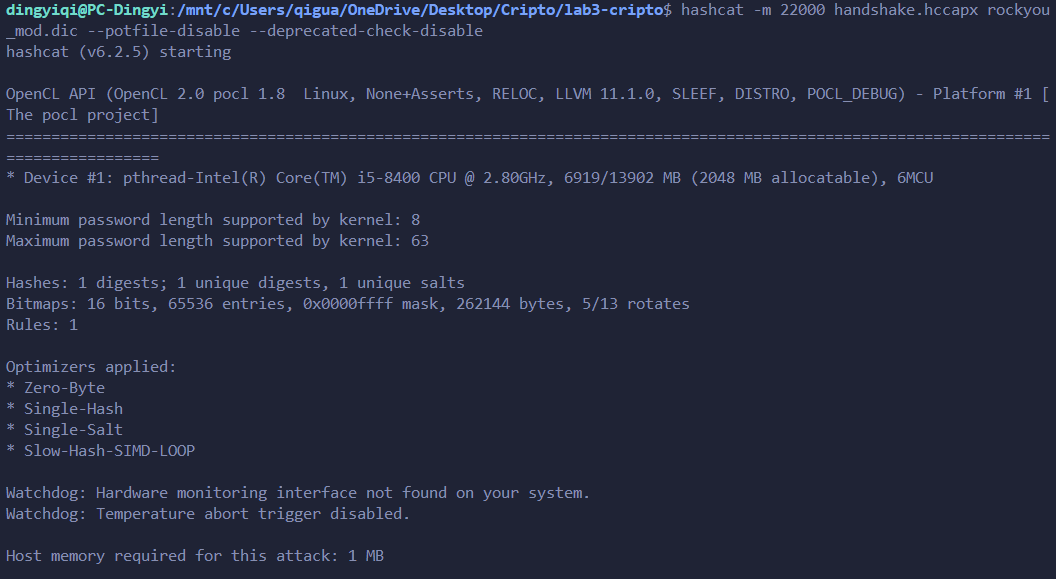 dingyiqi@PC-Dingyi:/mnt/c/Users/qigua/OneDrive/Desktop/Cripto/lab3-cripto$ hashcat -m 22000 handshake.hccapx rockyou
_mod.dic --potfile-disable --deprecated-check-disable
hashcat (v6.2.5) starting

OpenCL API (OpenCL 2.0 pocl 1.8  Linux, None+Asserts, RELOC, LLVM 11.1.0, SLEEF, DISTRO, POCL_DEBUG) - Platform #1 [
The pocl project]
====================================================================================================================
=================
* Device #1: pthread-Intel(R) Core(TM) i5-8400 CPU @ 2.80GHz, 6919/13902 MB (2048 MB allocatable), 6MCU

Minimum password length supported by kernel: 8
Maximum password length supported by kernel: 63

Hashes: 1 digests; 1 unique digests, 1 unique salts
Bitmaps: 16 bits, 65536 entries, 0x0000ffff mask, 262144 bytes, 5/13 rotates
Rules: 1

Optimizers applied:
* Zero-Byte
* Single-Hash
* Single-Salt
* Slow-Hash-SIMD-LOOP

Watchdog: Hardware monitoring interface not found on your system.
Watchdog: Temperature abort trigger disabled.

Host memory required for this attack: 1 MB